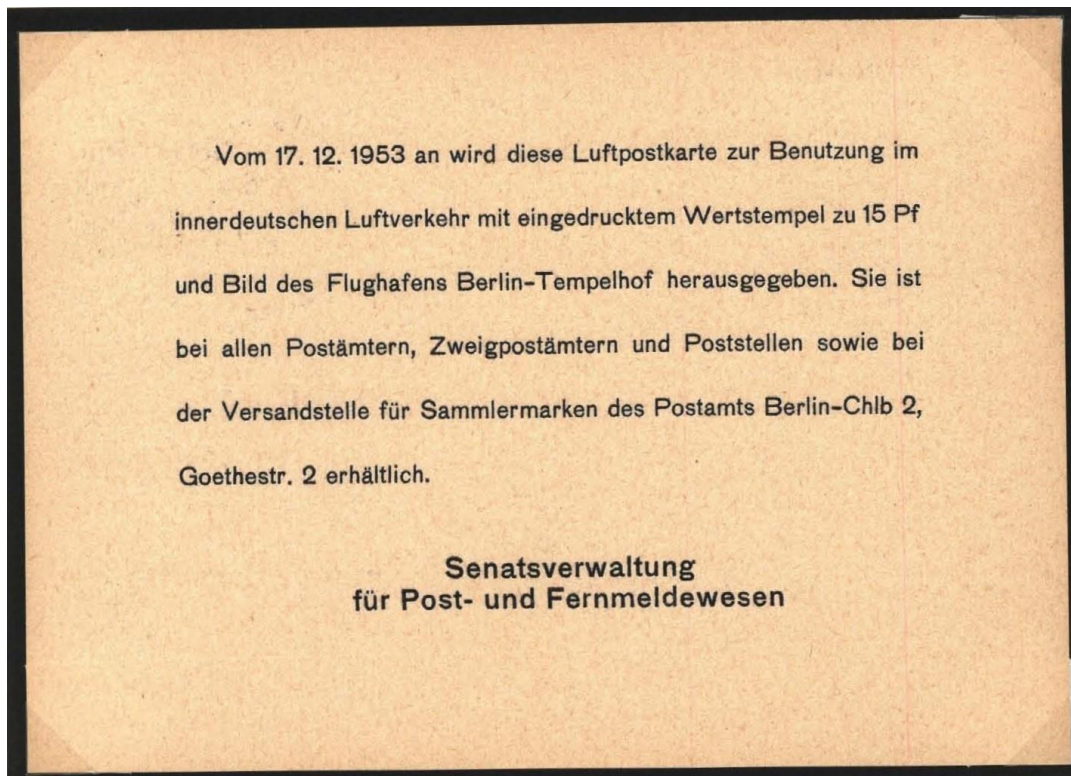 Vom 17. 12. 1953 an wird diese Luftpostkarte zur Benutzung im
innerdeutschen Luftverkehr mit eingedrucktem Wertstempel zu 15 Pf
und Bild des Flughafens Berlin-Tempelhof herausgegeben. Sie ist
bei allen Postämtern, Zweigpostämtern und Poststellen sowie bei
der Versandstelle für Sammlermarken des Postamts Berlin-Chlb 2,
Goethestr. 2 erhältlich.
Senatsverwaltung
für Post- und Fernmeldewesen